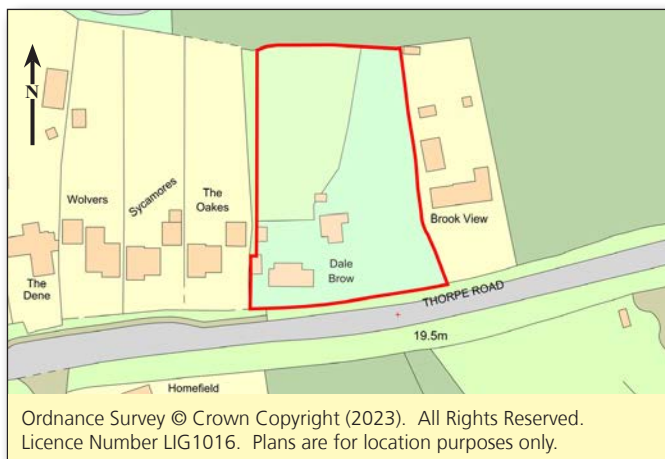 N
Wolvers
Sycamores
The
Oakes
Brook View
The
Dene
Dale
Brow
THORPE ROAD
19.5m
Homefield
Ordnance Survey © Crown Copyright (2023). All Rights Reserved.
Licence Number LIG1016. Plans are for location purposes only.